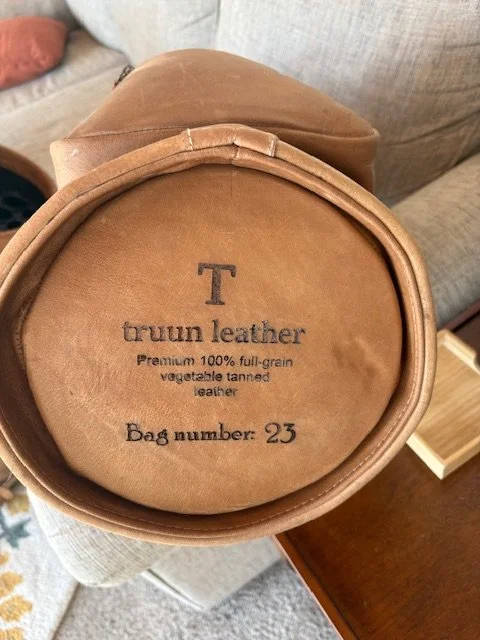 T
truun leather
Premium 100% full-grain
vegetable tanned
leather
Bag number: 23